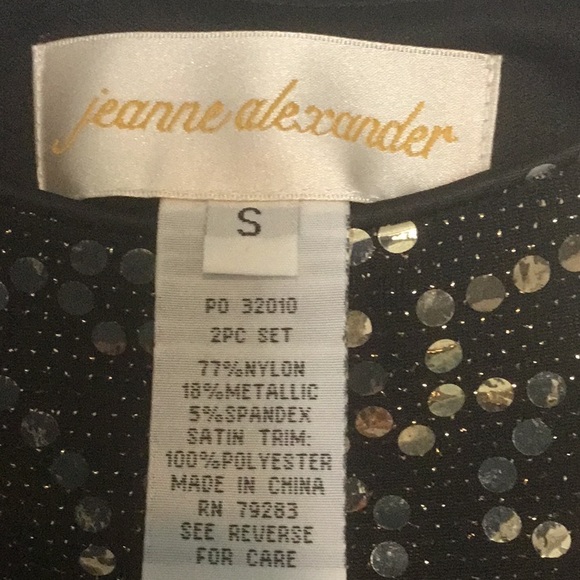 jeanne alexander
S
PO 32010
2PC SET
77%NYLON
18%METALLIC
5%SPANDEX
SATIN TRIM:
100%POLYESTER
MADE IN CHINA
RN 79283
SEE REVERSE
FOR CARE